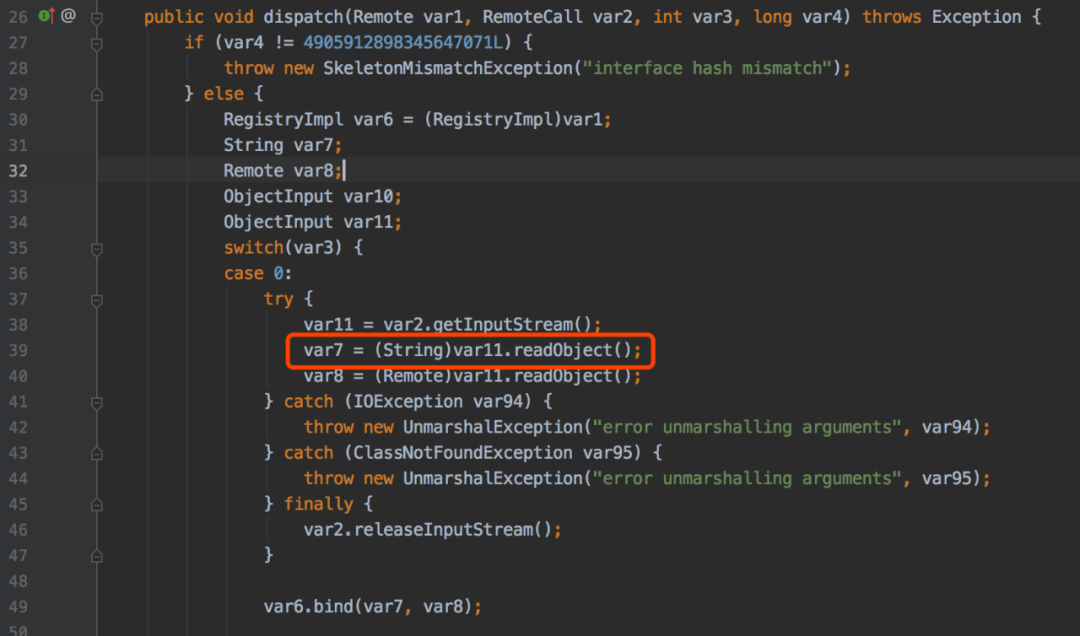 26 @ public void dispatch(Remote var1, RemoteCall var2, int var3, long var4) throws Exception {
27 if (var4 != 4905912898345647071L) {
28 throw new SkeletonMismatchException("interface hash mismatch");
29 } else {
30 RegistryImpl var6 = (RegistryImpl)var1;
31 String var7;
32 Remote var8;
33 ObjectInput var10;
34 ObjectInput var11;
35 switch(var3) {
36 case 0:
37 try {
38 var11 = var2.getInputStream();
39 var7 = (String)var11.readObject();
40 var8 = (Remote)var11.readObject();
41 } catch (IOException var94) {
42 throw new UnmarshalException("error unmarshalling arguments", var94);
43 } catch (ClassNotFoundException var95) {
44 throw new UnmarshalException("error unmarshalling arguments", var95);
45 } finally {
46 var2.releaseInputStream();
47 }
48
49 var6.bind(var7, var8);
50